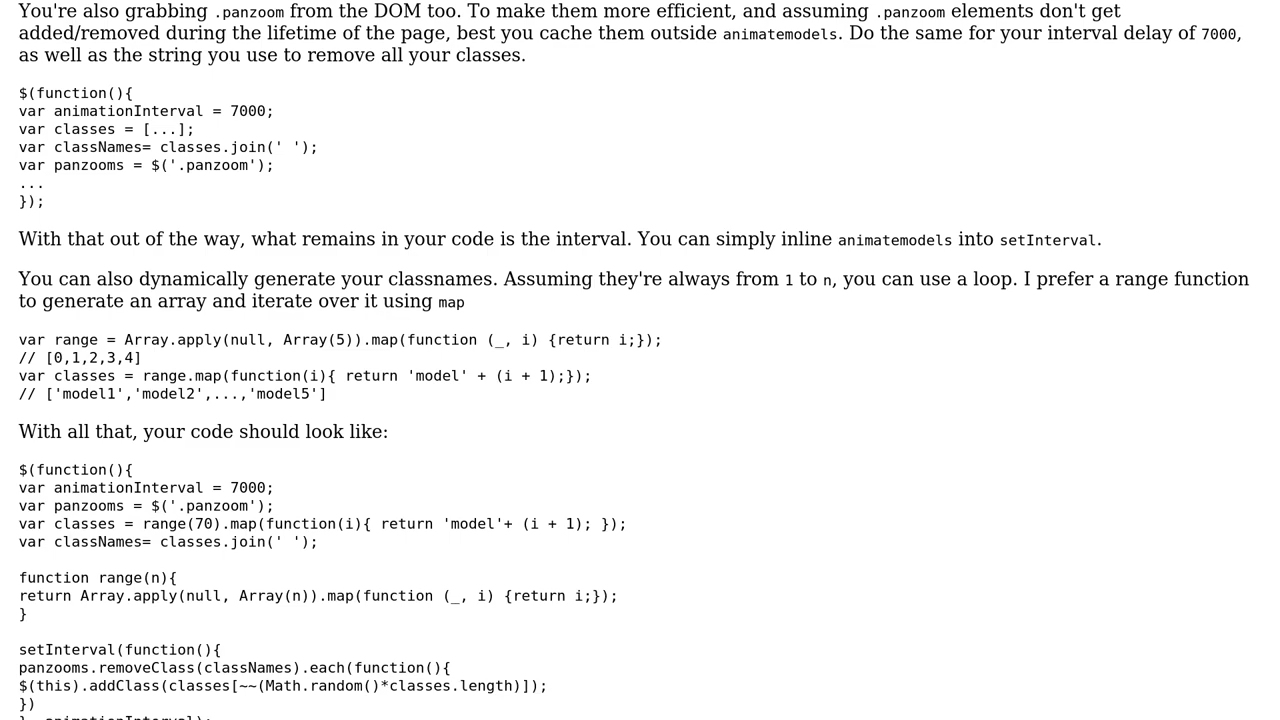 You're also grabbing .panzoom from the DOM too. To make them more efficient, and assuming .panzoom elements don't get
added/removed during the lifetime of the page, best you cache them outside animatemodels. Do the same for your interval delay of 7000,
as well as the string you use to remove all your classes.
$(function(){
var animationInterval = 7000;
var classes = [...];
var classNames= classes.join(' ');
var panzooms = $('.panzoom');
...
});
With that out of the way, what remains in your code is the interval. You can simply inline animatemodels into setInterval.
You can also dynamically generate your classnames. Assuming they're always from 1 to n, you can use a loop. I prefer a range function
to generate an array and iterate over it using map
var range = Array.apply(null, Array(5)).map(function (_, i) {return i;});
// [0,1,2,3,4]
var classes = range.map(function(i){ return 'model' + (i + 1);});
// ['model1','model2',...,'model5']
With all that, your code should look like:
$(function(){
var animationInterval = 7000;
var panzooms = $('.panzoom');
var classes = range(70).map(function(i){ return 'model'+ (i + 1); });
var classNames= classes.join(' ');
function range(n){
return Array.apply(null, Array(n)).map(function (_, i) {return i;});
}
setInterval(function(){
panzooms.removeClass(classNames).each(function(){
$(this).addClass(classes[~~(Math.random()*classes.length)]);
})
}, animationInterval);